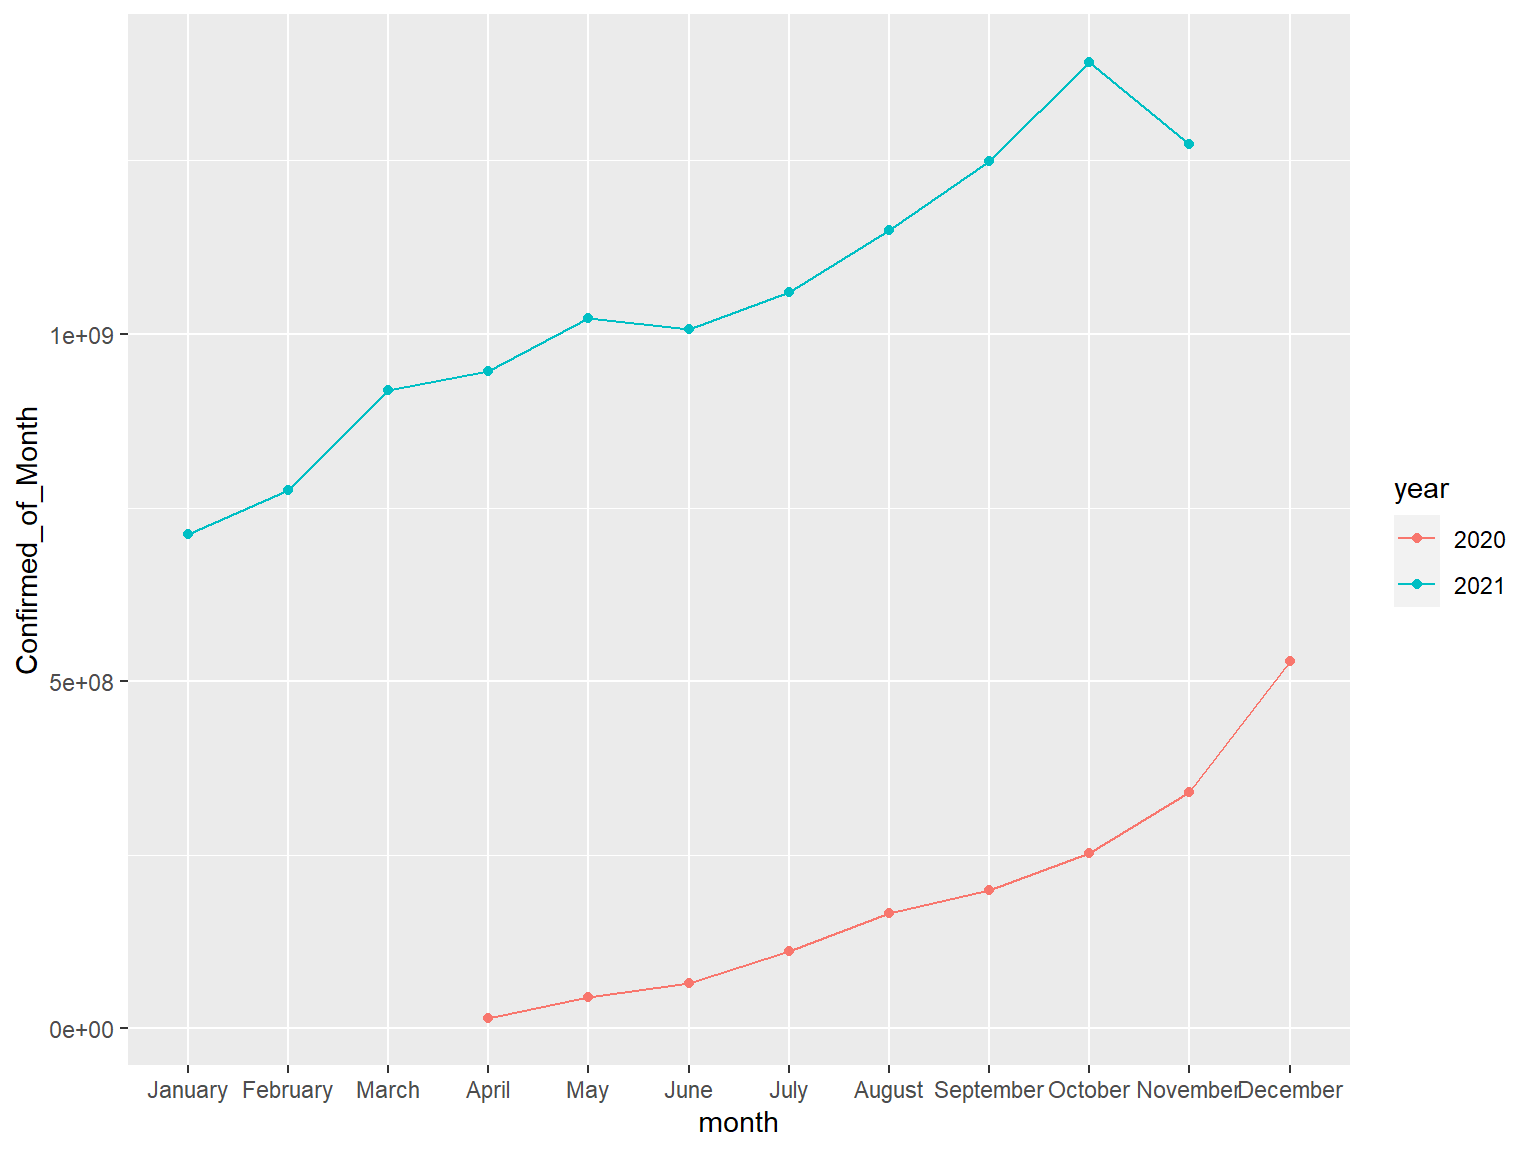 Confirmed_of_Month
1e+09
5e+08
0e+00
January February March April May June July August September October November December
month
year
2020
2021